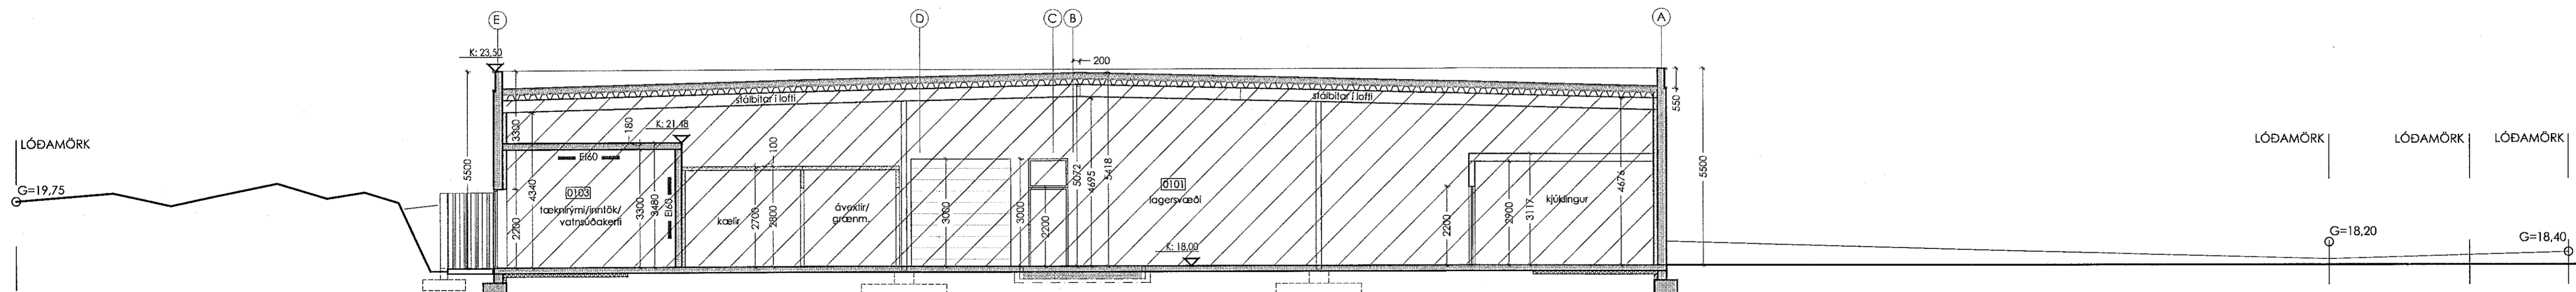 E
D
C
B
A
K: 23,50
200
stálbitar í lofti
stálbitar í lofti
550
3300
180
K: 21,48
LÓÐAMÖRK
LÓÐAMÖRK
LÓÐAMÖRK
LÓÐAMÖRK
EI60
100
5500
5072
4695
5418
5500
4340
0103
0101
4676
G=19,75
tæknirými/inntök/
vatnsúðakerfi
EI60
3300
3480
kælir
2700
2800
ávextir/
grænm.
3000
3000
2200
lagersvæði
2200
2900
3117
kjúklingur
2200
K: 18,00
G=18,20
G=18,40